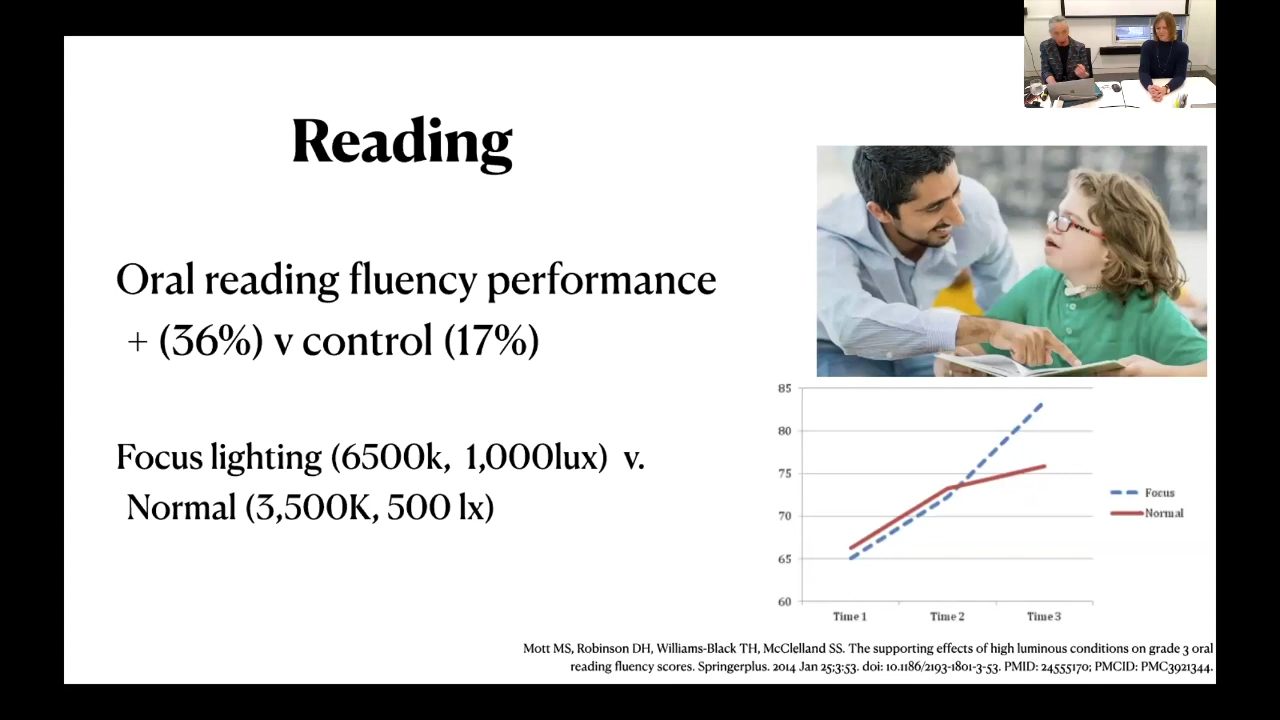 Reading
Oral reading fluency performance
+ (36%) v control (17%)
Focus lighting (6500k, 1,000lux) v.
Normal (3,500K, 500 lx)
85
80
75
70
65
60
Time 1 Time 2 Time 3
Focus
Normal
Mott MS, Robinson DH, Williams-Black TH, McClelland SS. The supporting effects of high luminous conditions on grade 3 oral
reading fluency scores. Springerplus. 2014 Jan 25;3:53. doi: 10.1186/2193-1801-3-53. PMID: 24555170; PMCID: PMC3921344.